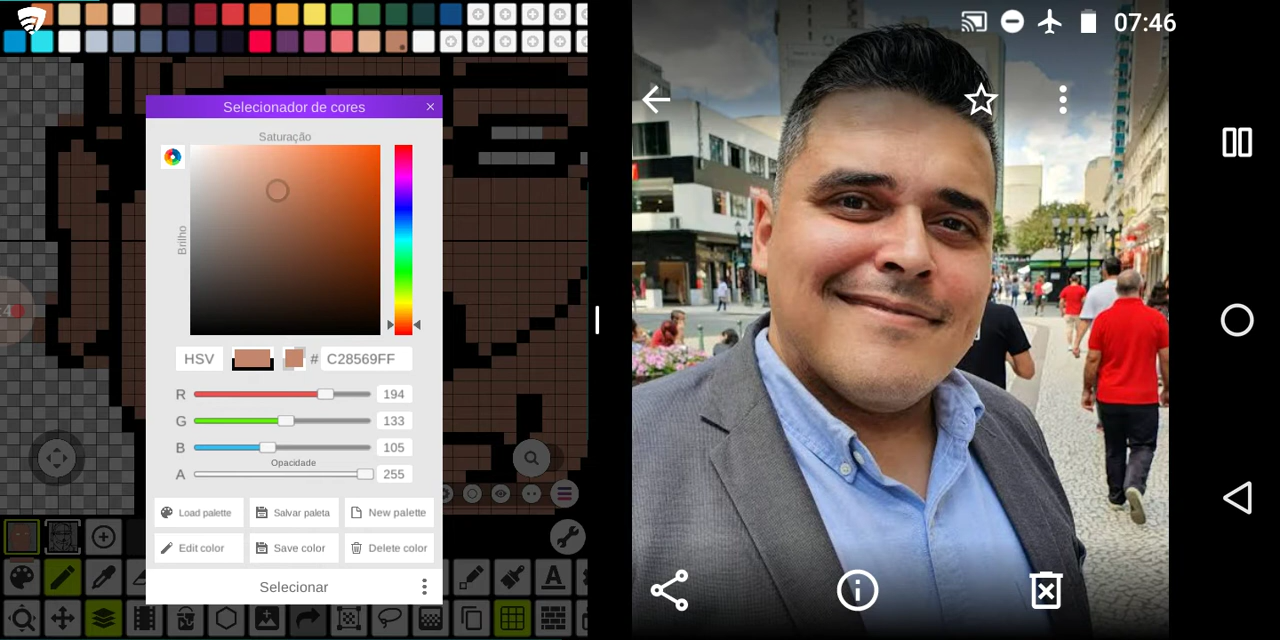 07:46
Selecionador de cores
Saturação
Brilho
HSV
# C28569FF
R 194
G 133
B 105
Opacidade
A 255
Load palette
Salvar paleta
New palette
Edit color
Save color
Delete color
Selecionar
A